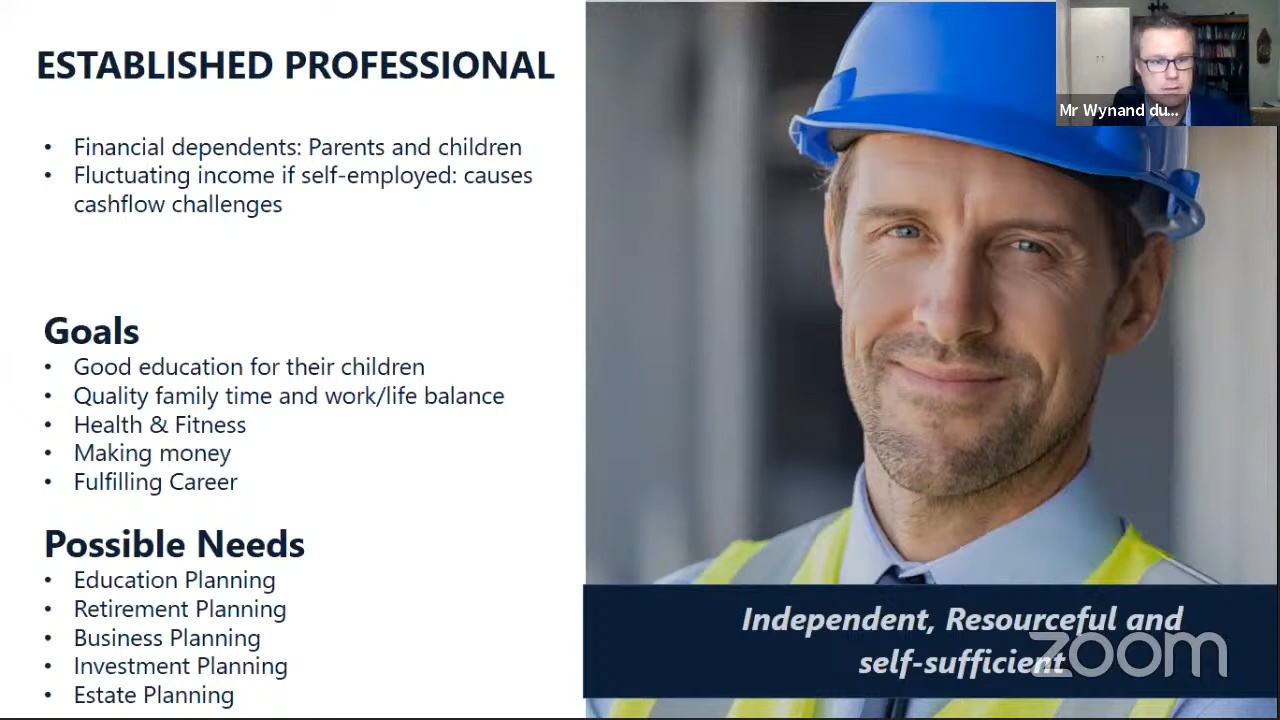 ESTABLISHED PROFESSIONAL
• Financial dependents: Parents and children
• Fluctuating income if self-employed: causes
cashflow challenges
Goals
• Good education for their children
• Quality family time and work/life balance
• Health & Fitness
• Making money
• Fulfilling Career
Possible Needs
• Education Planning
• Retirement Planning
• Business Planning
• Investment Planning
• Estate Planning
Mr Wynand du...
Independent, Resourceful and
self-sufficient
zoom